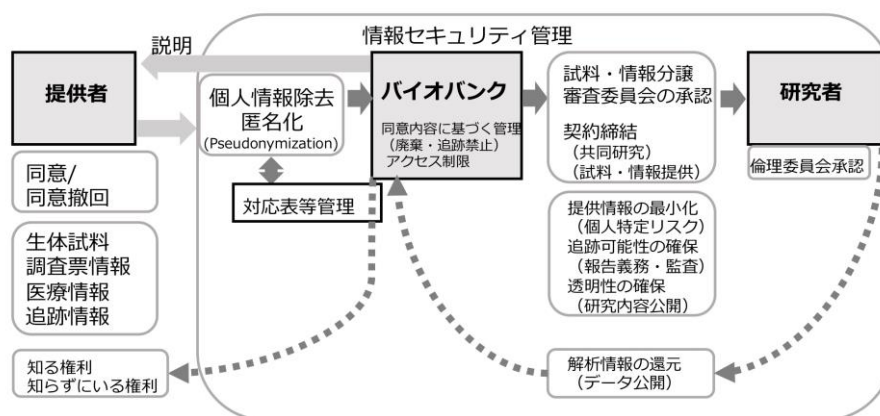 情報セキュリティ管理
説明
提供者
同意/
同意撤回
生体試料
調査票情報
医療情報
追跡情報
知る権利
知らずにいる権利
個人情報除去
匿名化
(Pseudonymization)
対応表等管理
バイオバンク
同意内容に基づく管理
（廃棄・追跡禁止）
アクセス制限
試料・情報分譲
審査委員会の承認
契約締結
（共同研究）
（試料・情報提供）
提供情報の最小化
（個人特定リスク）
追跡可能性の確保
（報告義務・監査）
透明性の確保
（研究内容公開）
解析情報の還元
（データ公開）
研究者
倫理委員会承認